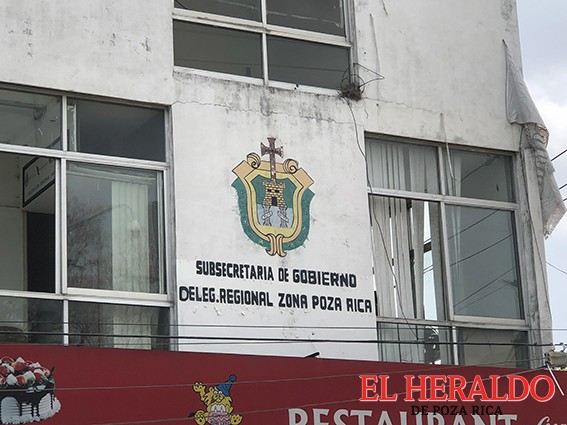 SUBSECRETARIA DE GOBIERNO
DELEG.REGIONAL ZONA POZA RICA
EL HERALDO
DE POZA RICA
RESTAURANT